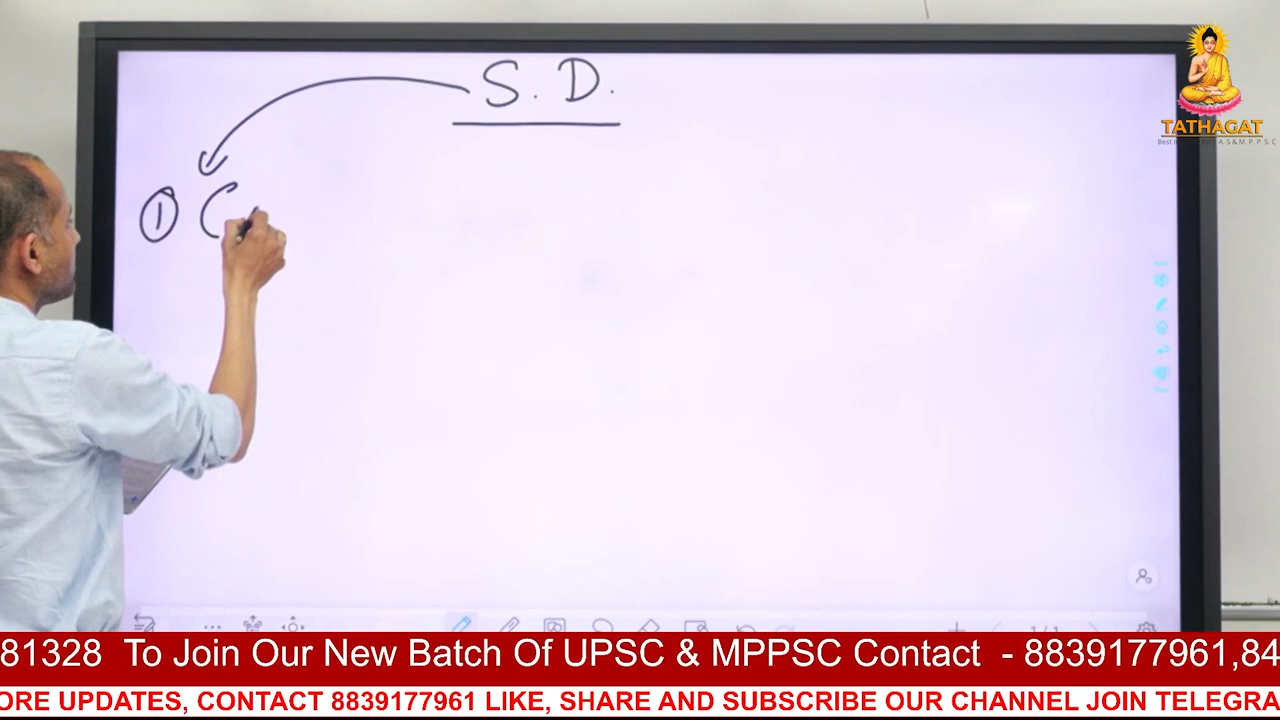 S. D.
① C
TATHAGAT
81328 To Join Our New Batch Of UPSC & MPPSC Contact - 8839177961,84
ORE UPDATES, CONTACT 8839177961 LIKE, SHARE AND SUBSCRIBE OUR CHANNEL JOIN TELEGRA